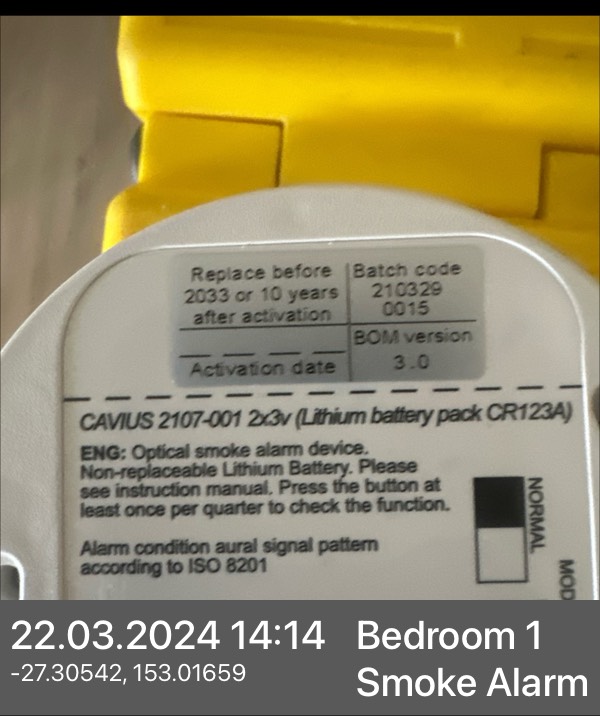 Replace before
2033 or 10 years
after activation
Activation date
Batch code
210329
0015
BOM version
3.0
CAVIUS 2107-001 2x3v (Lithium battery pack CR123A)
ENG: Optical smoke alarm device.
Non-replaceable Lithium Battery. Please
see instruction manual. Press the button at
least once per quarter to check the function.
Alarm condition aural signal pattern
according to ISO 8201
NORMAL
MOD
22.03.2024 14:14
-27.30542, 153.01659
Bedroom 1
Smoke Alarm